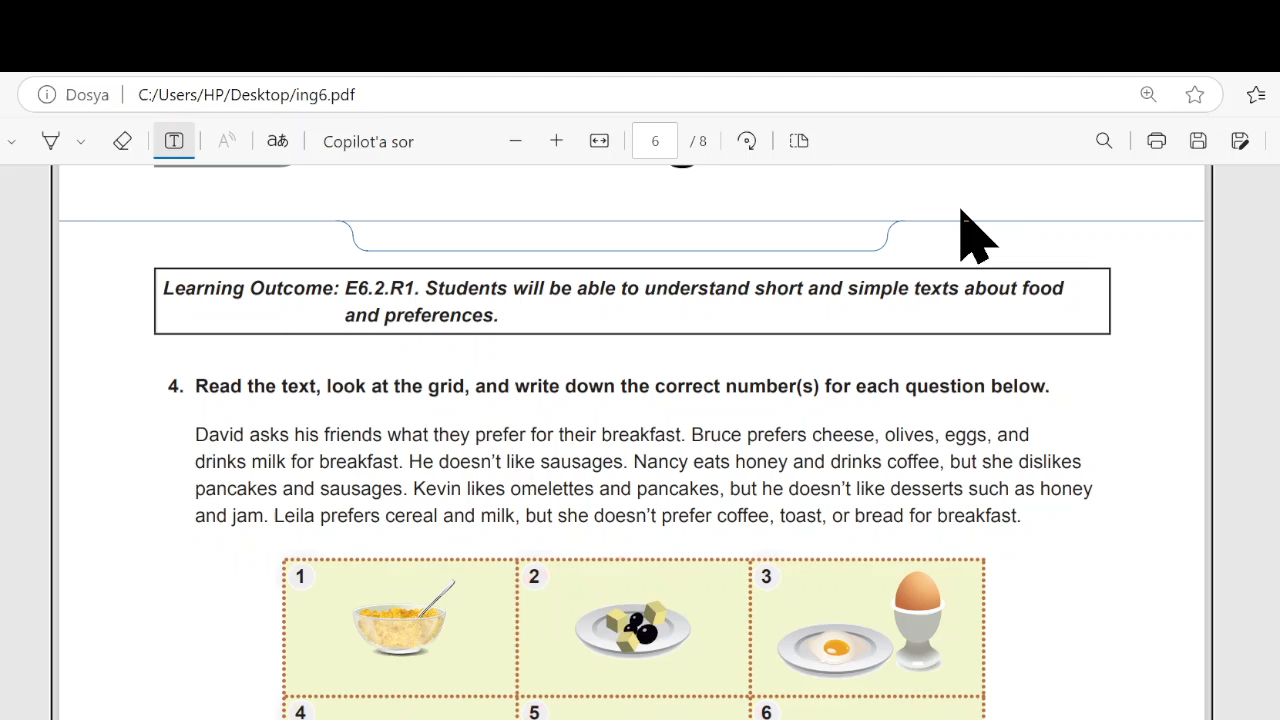 Dosya C:/Users/HP/Desktop/ing6.pdf
A aあ Copilot'a sor 6 / 8
Learning Outcome: E6.2.R1. Students will be able to understand short and simple texts about food
and preferences.
4. Read the text, look at the grid, and write down the correct number(s) for each question below.
David asks his friends what they prefer for their breakfast. Bruce prefers cheese, olives, eggs, and
drinks milk for breakfast. He doesn’t like sausages. Nancy eats honey and drinks coffee, but she dislikes
pancakes and sausages. Kevin likes omelettes and pancakes, but he doesn’t like desserts such as honey
and jam. Leila prefers cereal and milk, but she doesn’t prefer coffee, toast, or bread for breakfast.
1 2 3
4 5 6